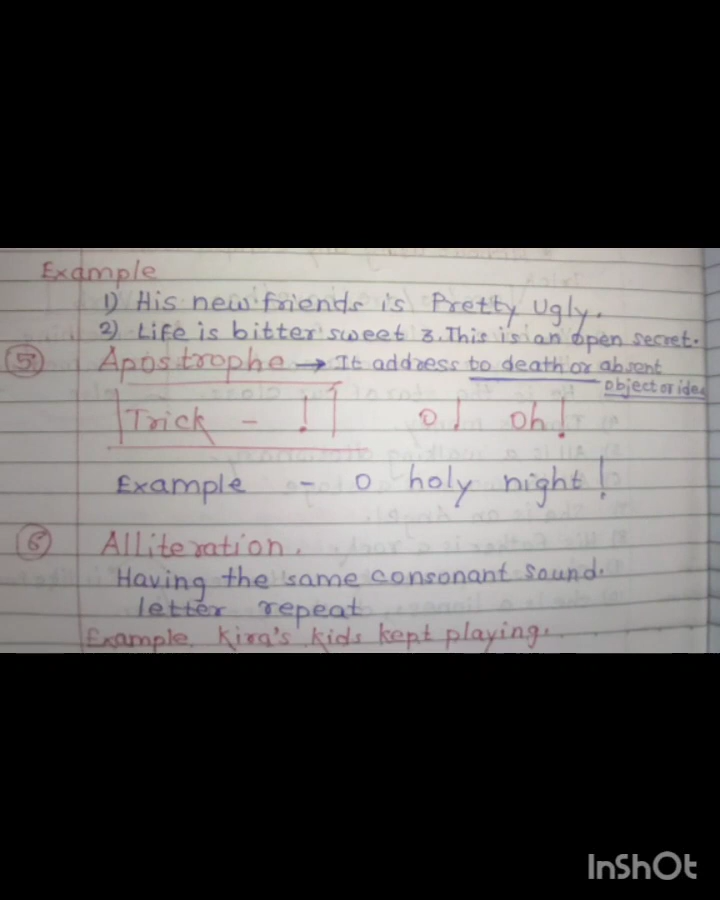 Example
1) His new friends is Pretty Ugly.
2) Life is bitter sweet 3. This is an open secret.
5 Apostrophe → It address to death or absent
object or idea
Trick - ! O! Oh!
Example - O holy night!
6 Alliteration.
Having the same consonant sound.
letter repeat
Example. Kira's kids kept playing.
InShOt